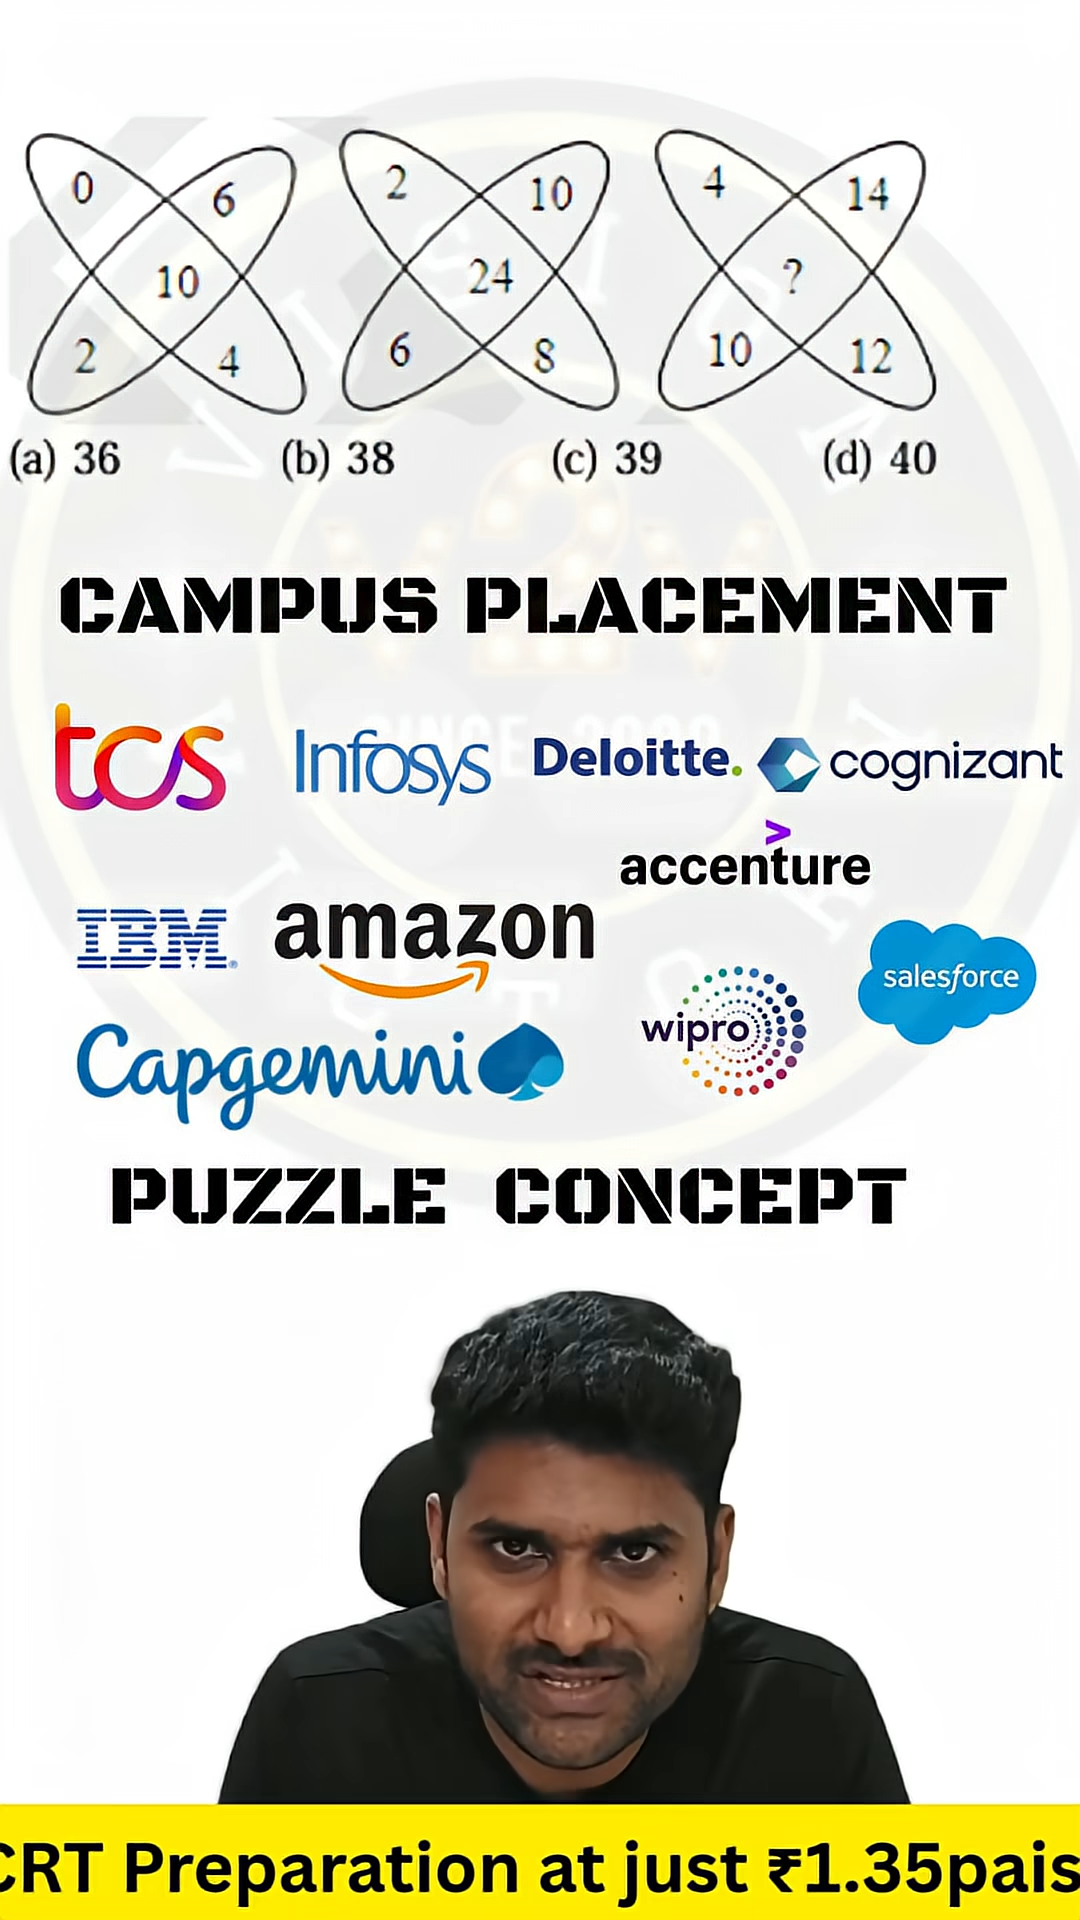 0 6 2 10 4 14
10 24 ?
2 4 6 8 10 12
(a) 36 (b) 38 (c) 39 (d) 40
CAMPUS PLACEMENT
tcs Infosys Deloitte. cognizant
accenture
IBM amazon
salesforce
wipro
Capgemini
PUZZLE CONCEPT
CRT Preparation at just ₹1.35pais